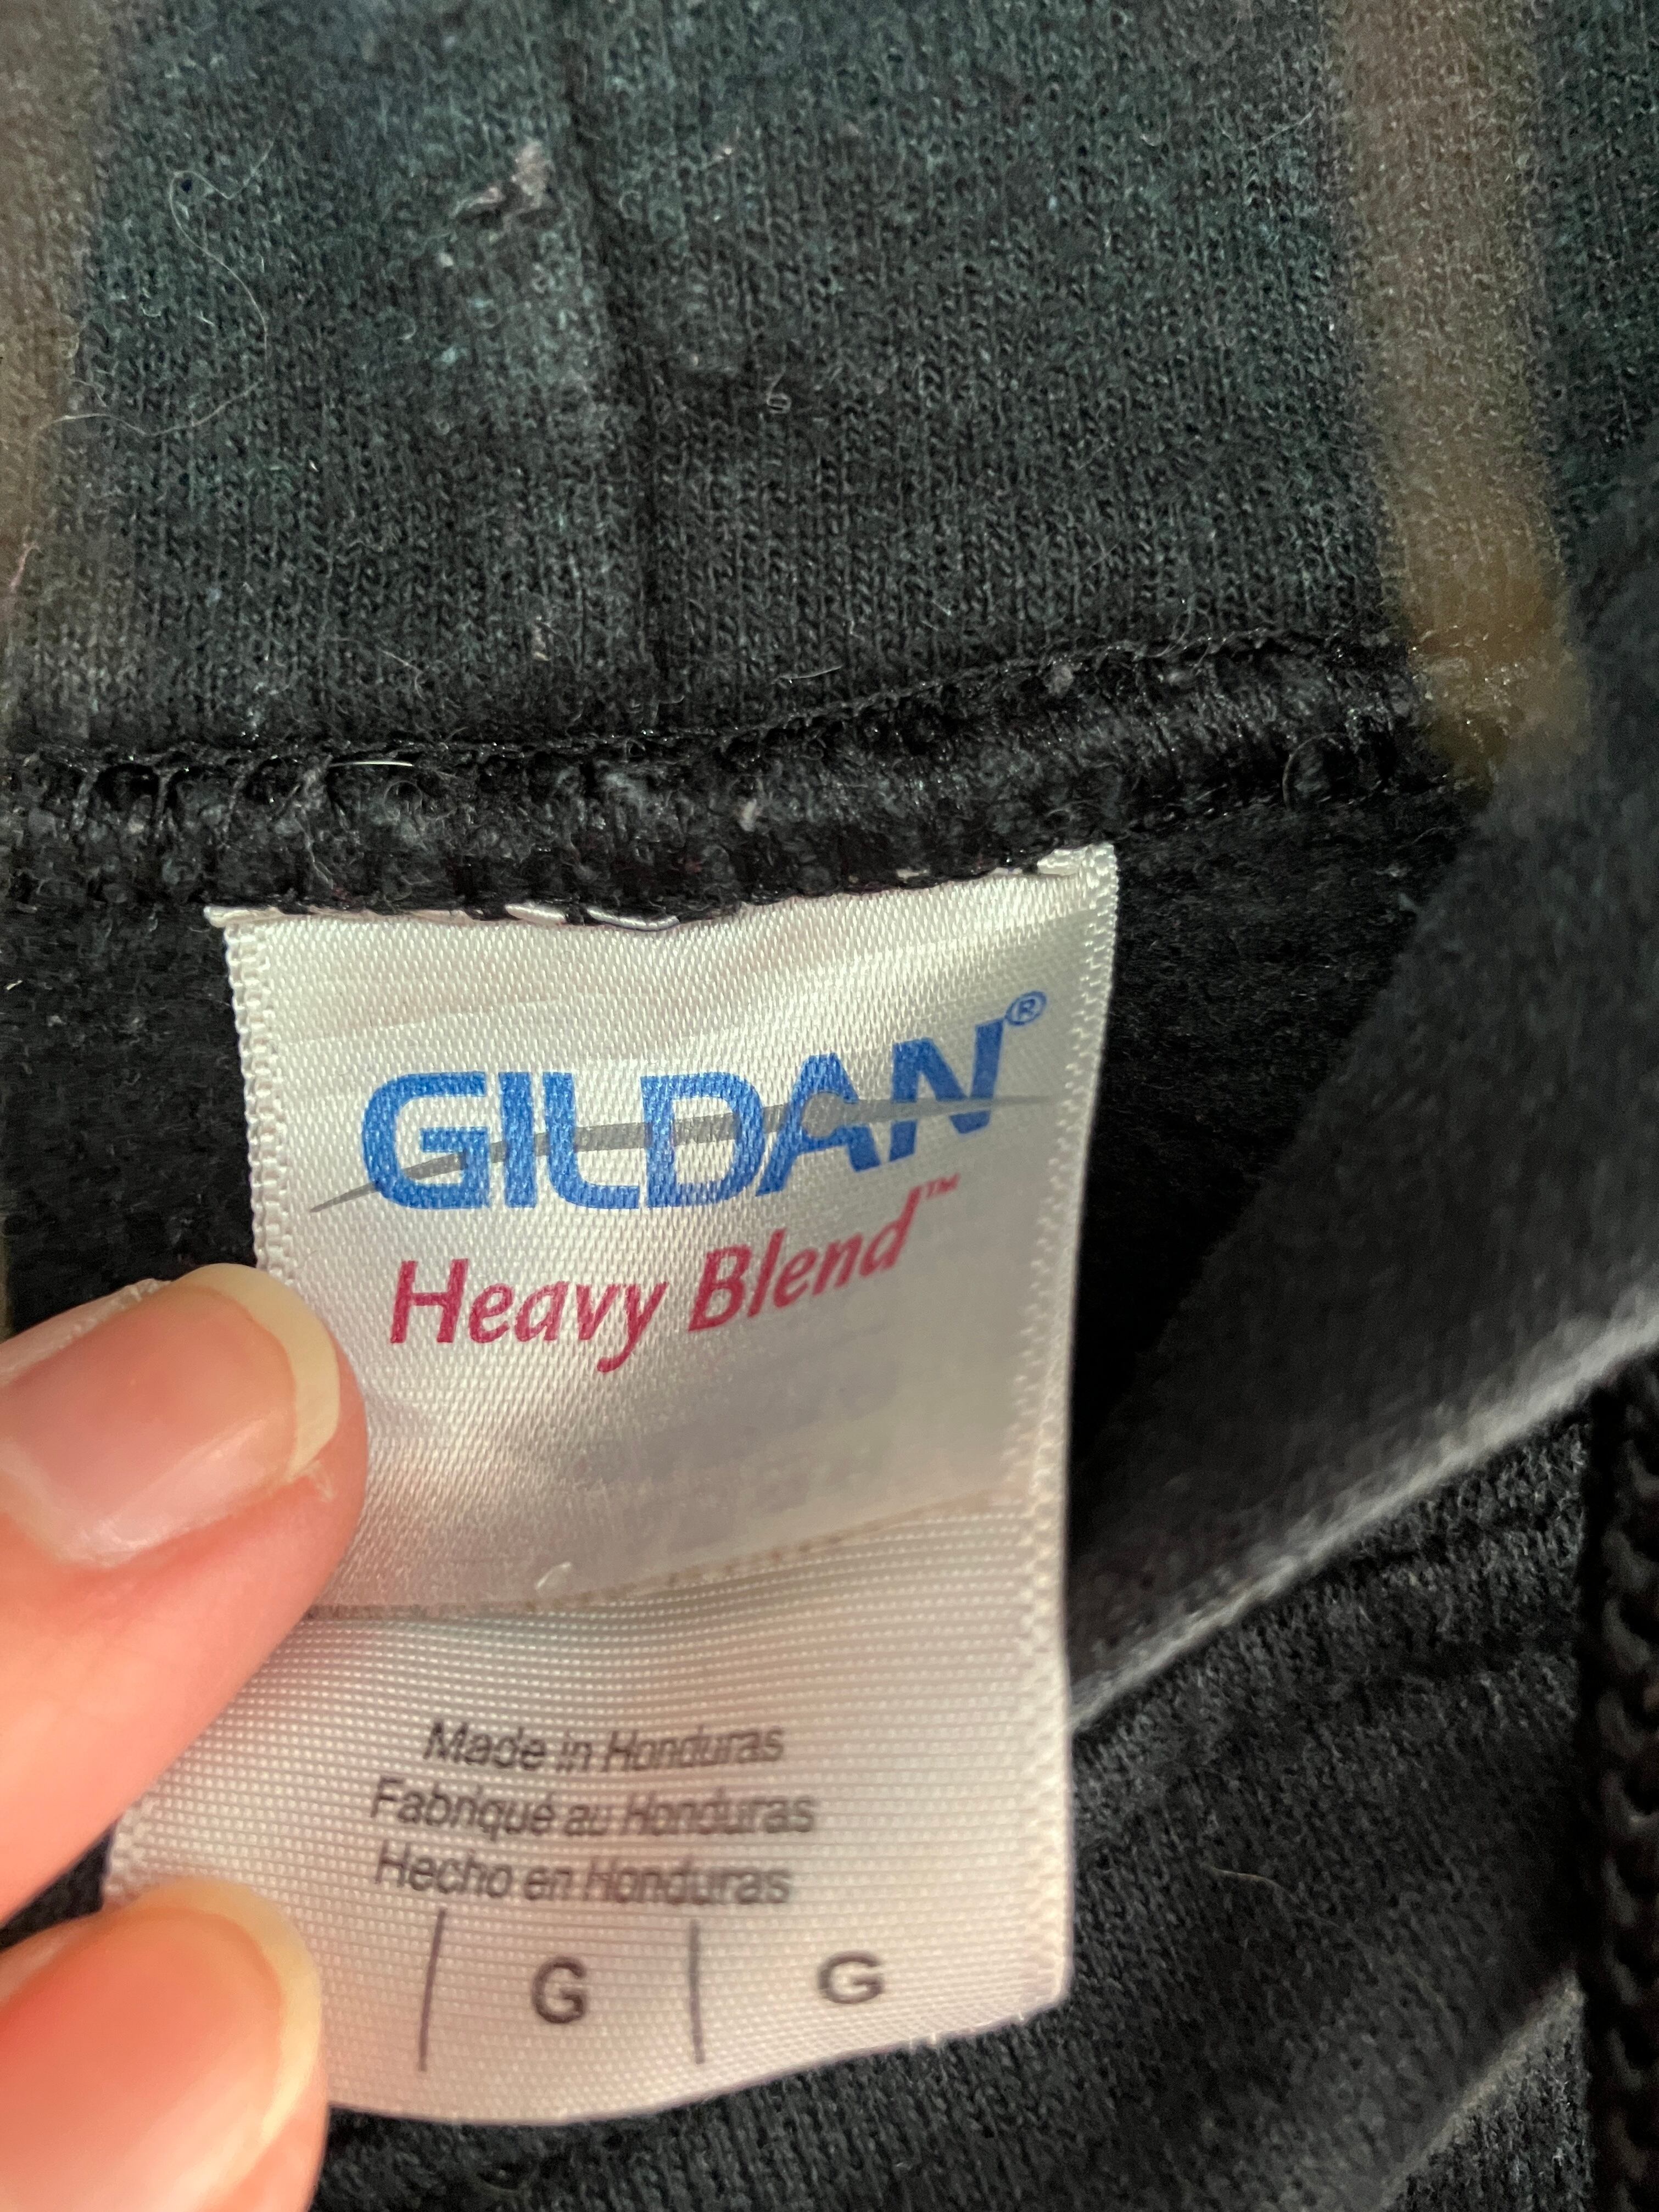 GILDAN®
Heavy Blend™
Made in Honduras
Fabriqué au Honduras
Hecho en Honduras
| G | G